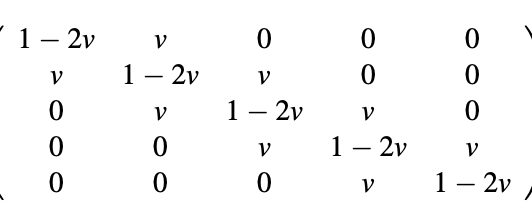 1 − 2v v 0 0 0
v 1 − 2v v 0 0
0 v 1 − 2v v 0
0 0 v 1 − 2v v
0 0 0 v 1 − 2v